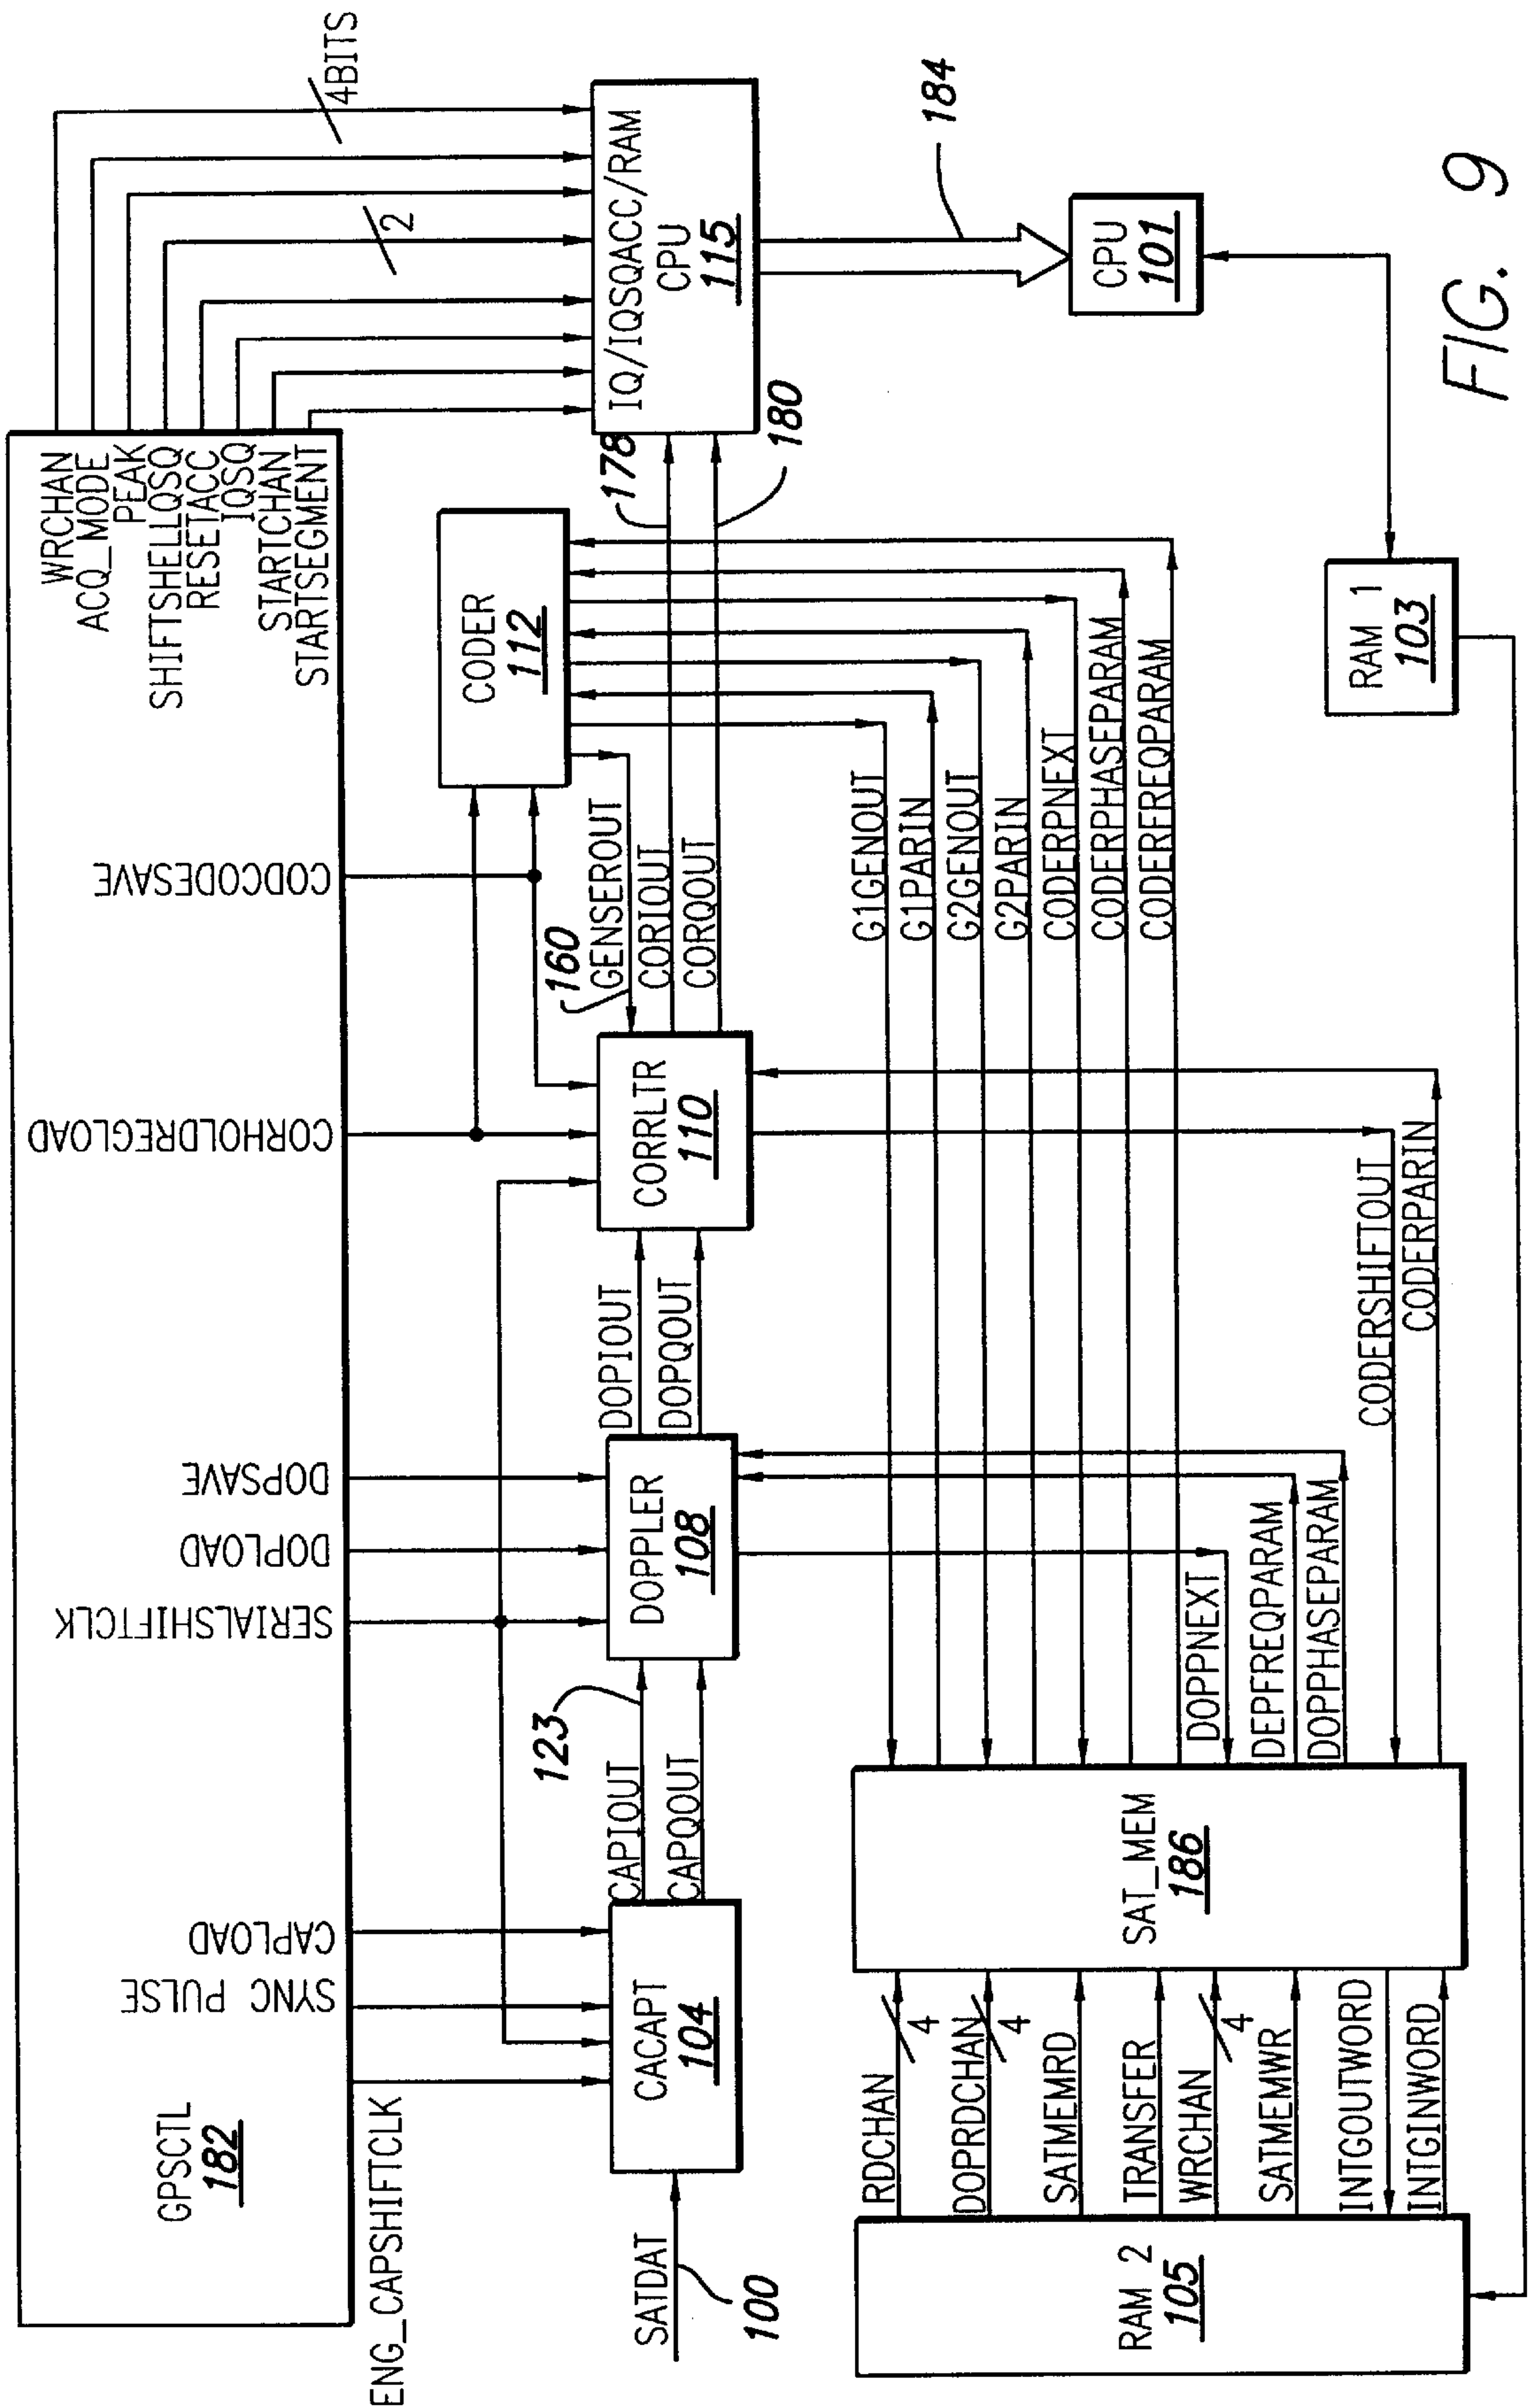 GPSCTL
182
ENG_CAPSHIFTCLK
SYNC PULSE
CAPLOAD
SERIALSHIFTCLK
DOPLOAD
DOPSAVE
CORHOLDREGLOAD
CODCODESAVE
WRCHAN
ACQ_MODE
PEAK
SHIFTSHELLQSQ
RESETACC
IQSQ
STARTCHAN
STARTSEGMENT
4BITS
2
SATDAT
100
CACAPT
104
CAPIOUT
CAPQOUT
123
DOPPLER
108
DOPIOUT
DOPQOUT
CORRLTR
110
160
GENSEROUT
CORIOUT
CORQOUT
CODER
112
178
180
IQ/IQSQACC/RAM
CPU
115
184
CPU
101
RAM 1
103
G1GENOUT
G1PARIN
G2GENOUT
G2PARIN
CODERPNEXT
CODERPHASEPARAM
CODERFREQPARAM
DOPPNEXT
DEPFREQPARAM
DOPPHASEPARAM
CODERSHIFTOUT
CODERPARIN
SAT_MEM
186
RDCHAN
4
DOPRDCHAN
4
SATMEMRD
TRANSFER
WRCHAN
4
SATMEMWR
INTGOUTWORD
INTGINWORD
RAM 2
105
FIG. 9